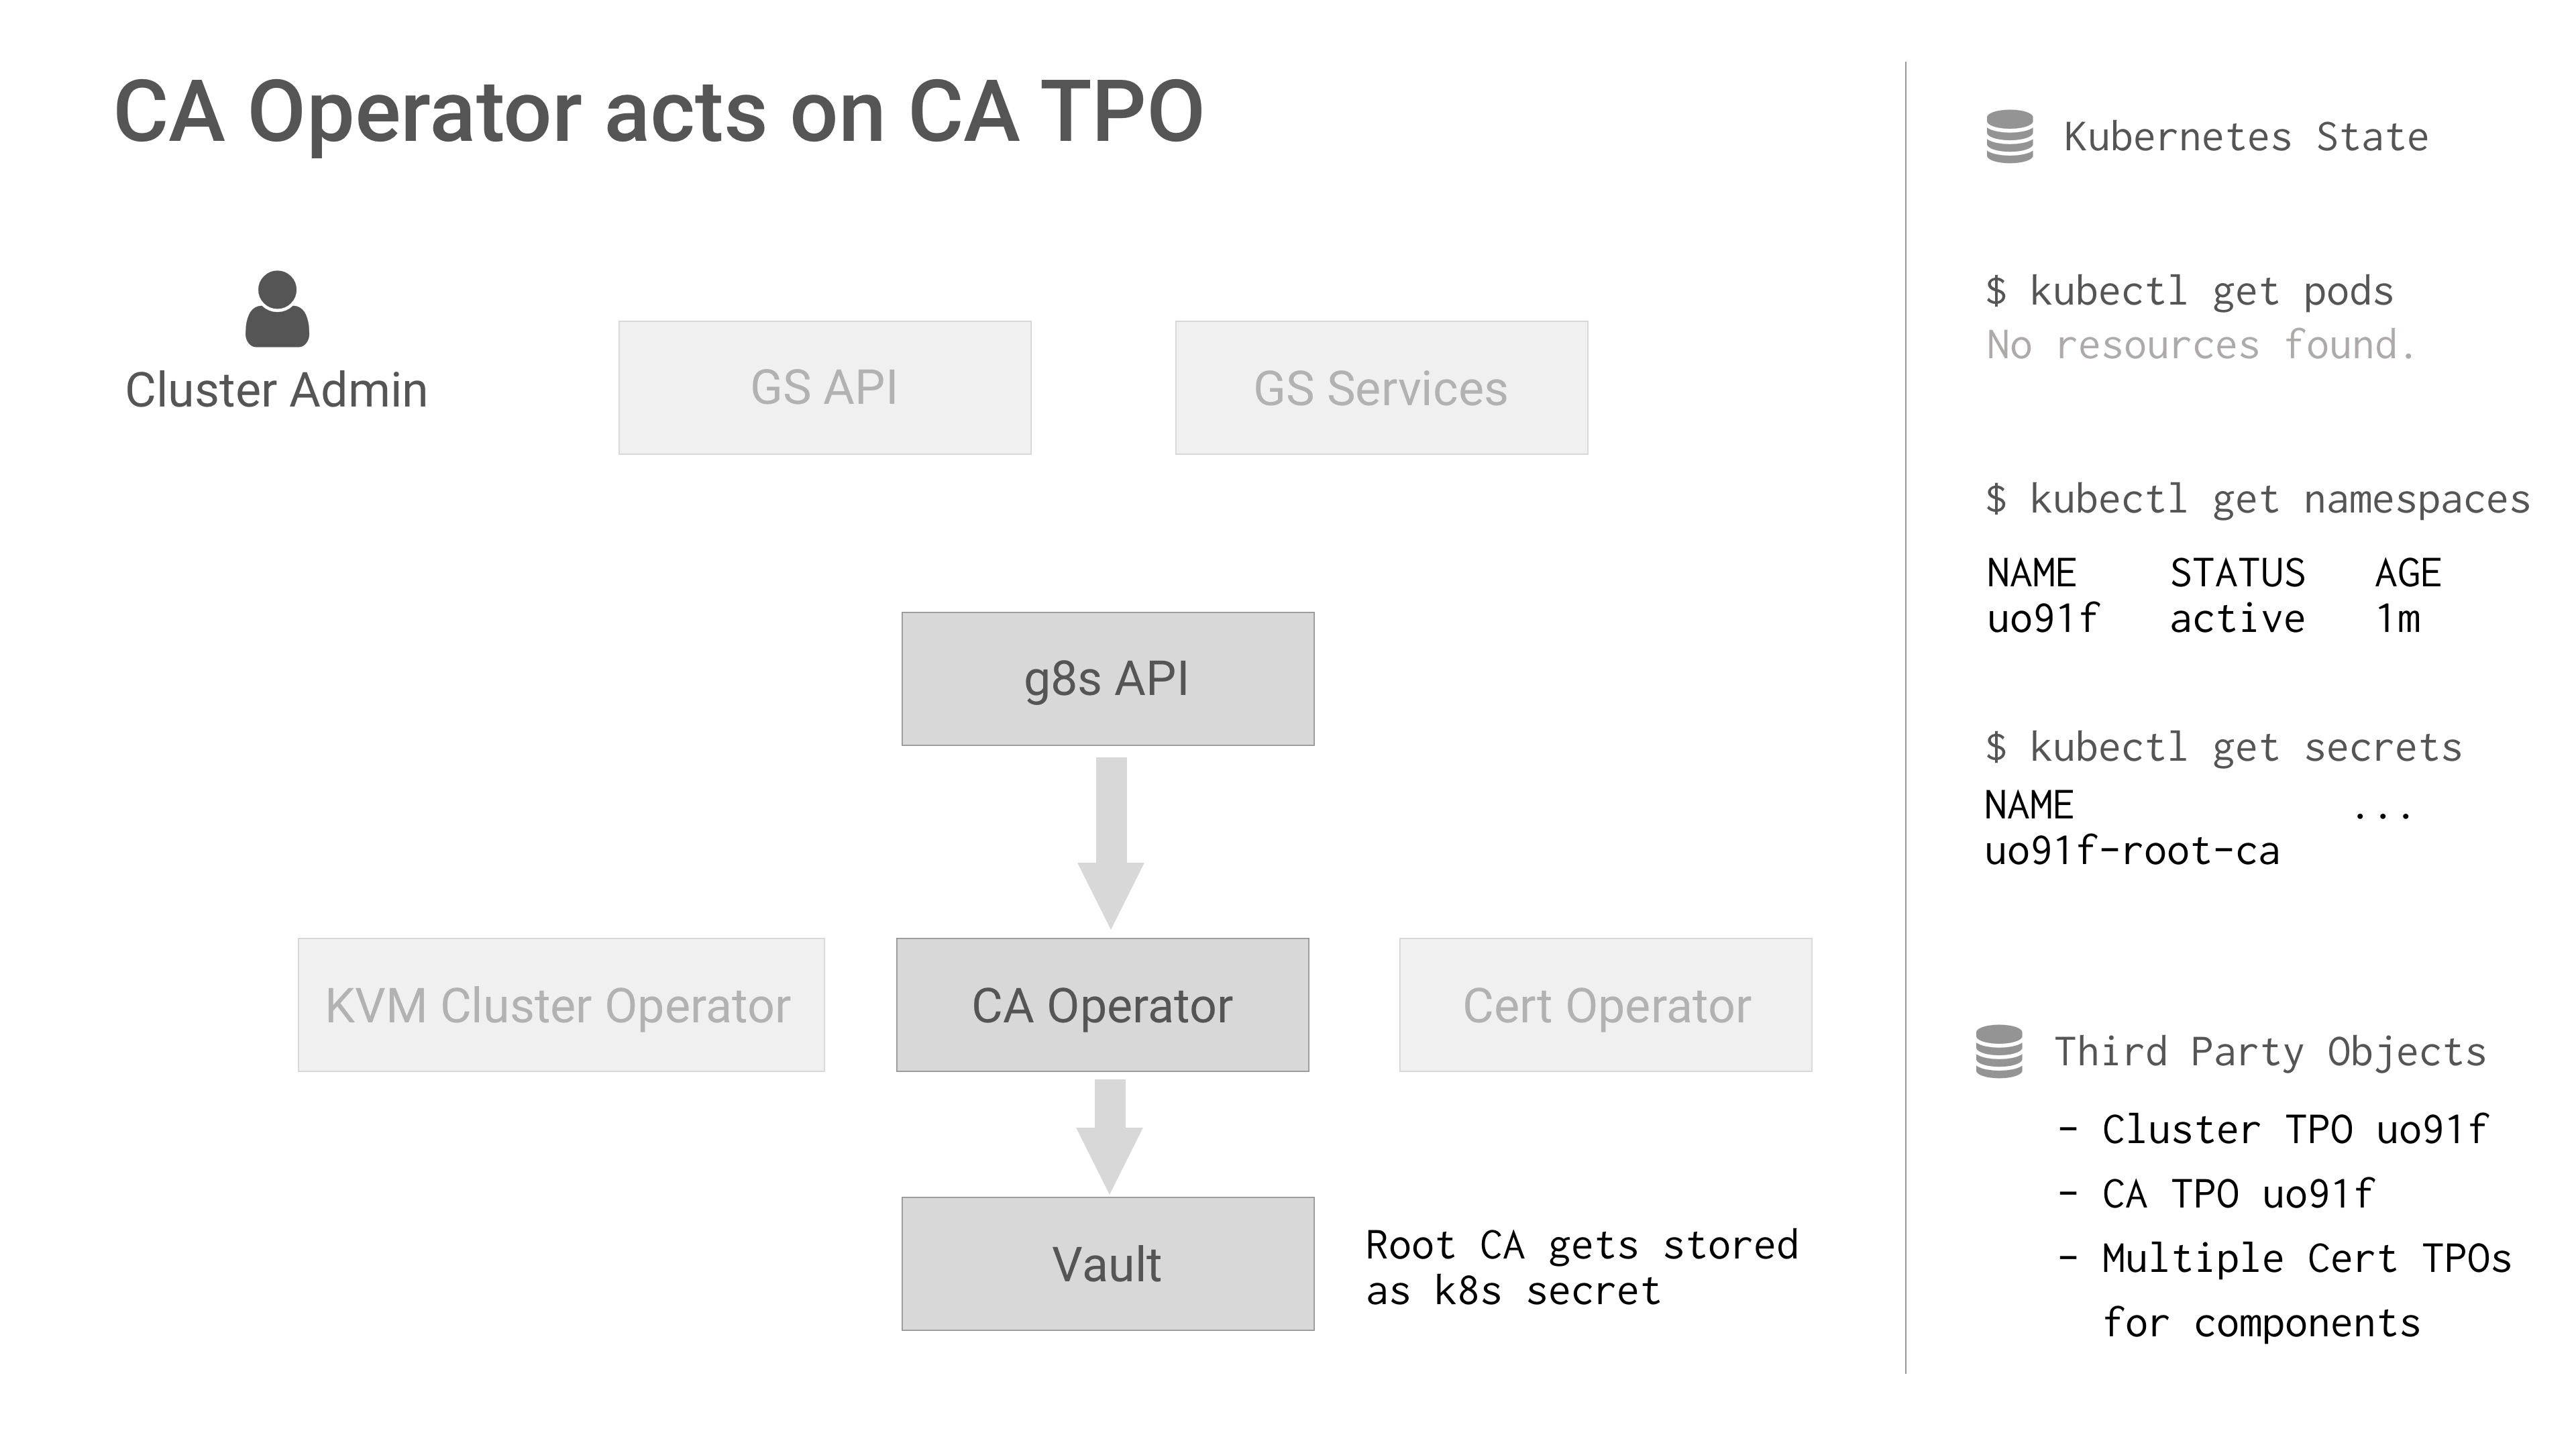 CA Operator acts on CA TPO
Cluster Admin
GS API
GS Services
g8s API
KVM Cluster Operator
CA Operator
Cert Operator
Vault
Root CA gets stored
as k8s secret
Kubernetes State
$ kubectl get pods
No resources found.
$ kubectl get namespaces
NAME STATUS AGE
uo91f active 1m
$ kubectl get secrets
NAME ...
uo91f-root-ca
Third Party Objects
- Cluster TPO uo91f
- CA TPO uo91f
- Multiple Cert TPOs
for components